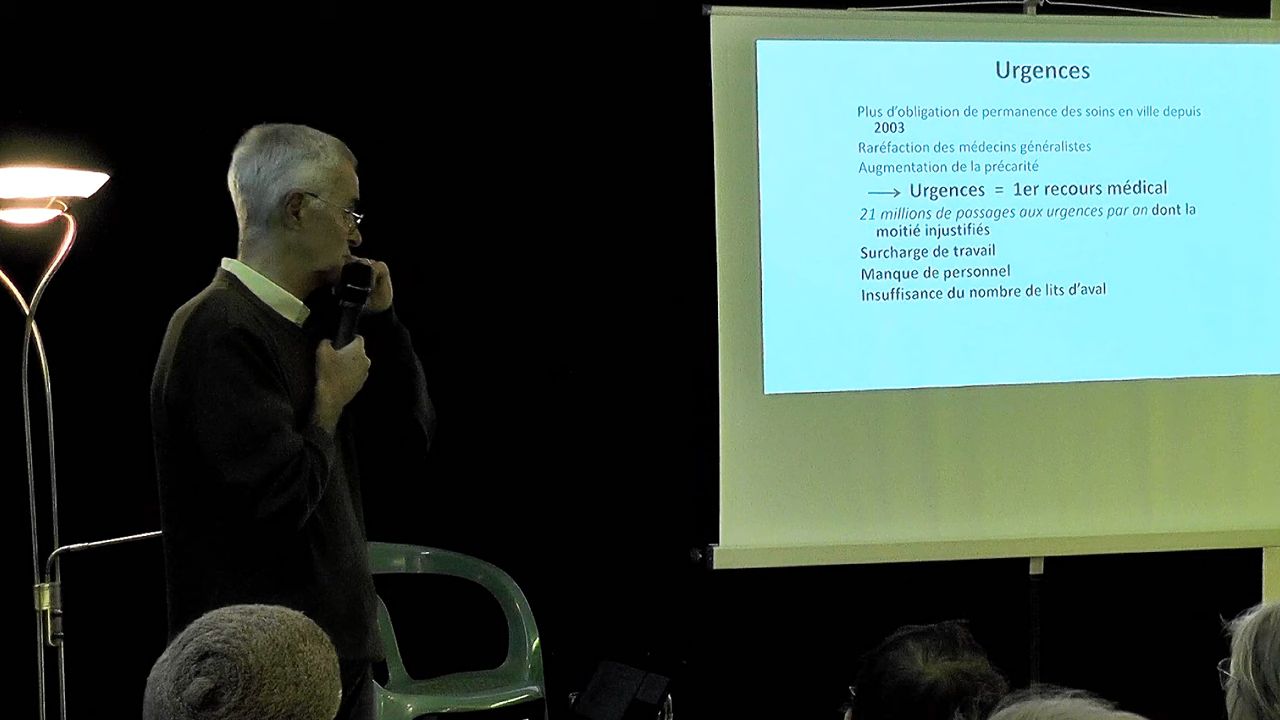 Urgences
Plus d'obligation de permanence des soins en ville depuis
2003
Raréfaction des médecins généralistes
Augmentation de la précarité
→ Urgences = 1er recours médical
21 millions de passages aux urgences par an dont la
moitié injustifiés
Surcharge de travail
Manque de personnel
Insuffisance du nombre de lits d'aval